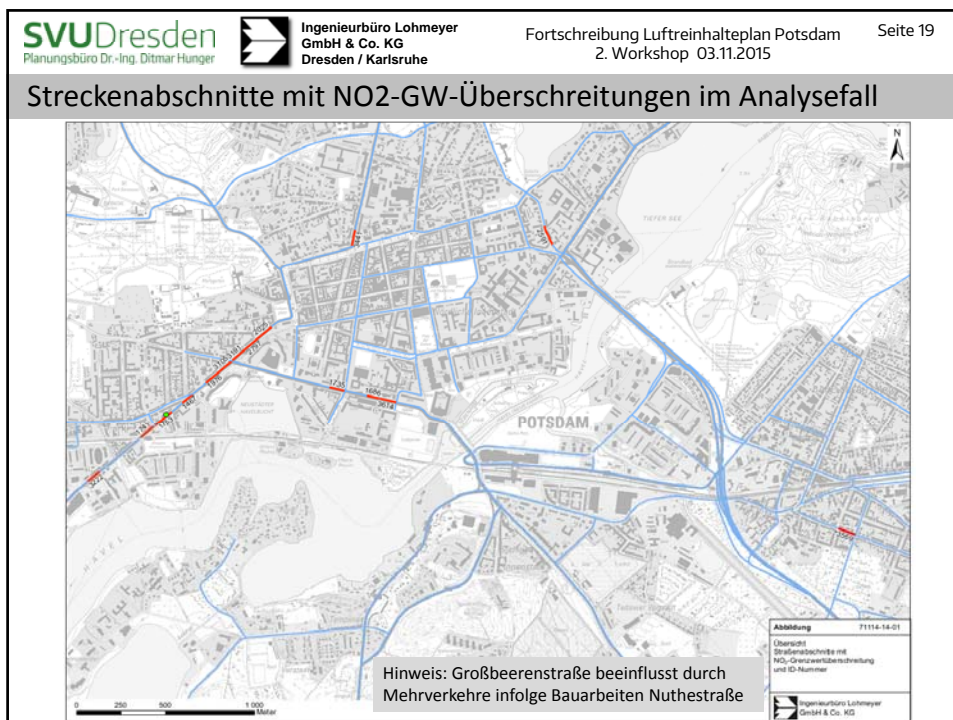 SVUDresden
Planungsbüro Dr.-Ing. Ditmar Hunger
Ingenieurbüro Lohmeyer
GmbH & Co. KG
Dresden / Karlsruhe
Fortschreibung Luftreinhalteplan Potsdam
2. Workshop 03.11.2015
Seite 19
Streckenabschnitte mit NO2-GW-Überschreitungen im Analysefall
N
TIEFER SEE
1735
1686
3614
POTSDAM
HAVEL
Hinweis: Großbeerenstraße beeinflusst durch
Mehrverkehre infolge Bauarbeiten Nuthestraße
0 250 500 1 000
Meter
Abbildung 71114-14-01
Übersicht
Straßenabschnitte mit
NO₂-Grenzwertüberschreitung
und ID-Nummer
Ingenieurbüro Lohmeyer
GmbH & Co. KG